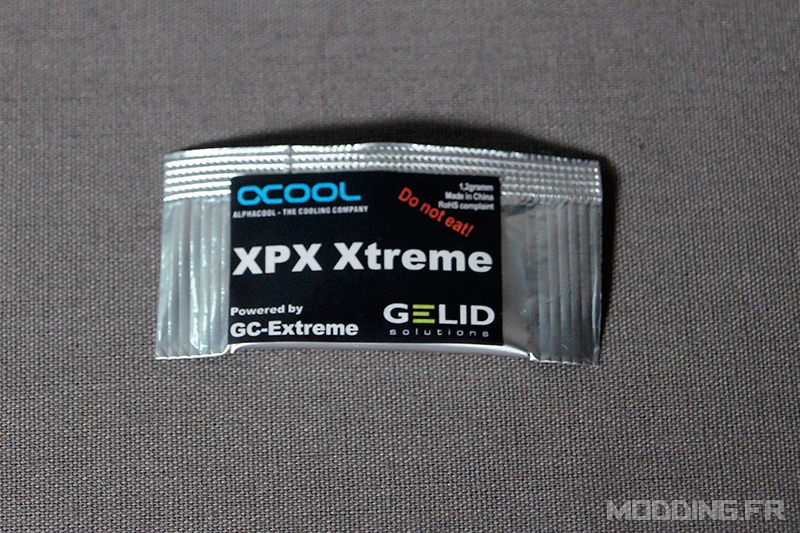 OCOOL
ALPHACOOL - THE COOLING COMPANY
1,2gramm
Made in China
RoHS complaint
Do not eat!
XPX Xtreme
Powered by
GC-Extreme
GELID
solutions
MODDING.FR